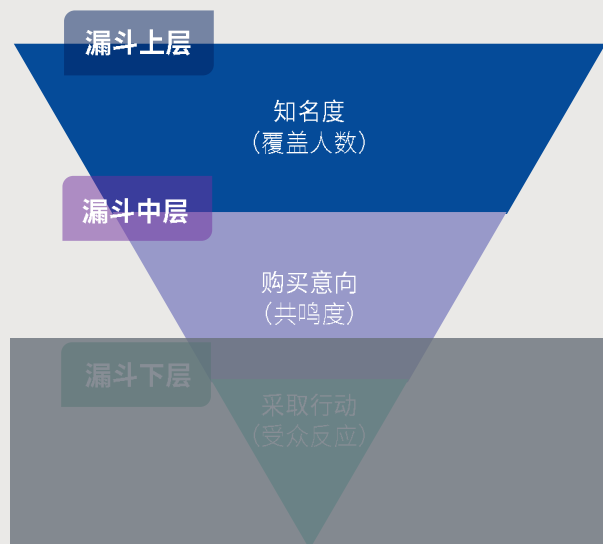 漏斗上层
知名度
（覆盖人数）
漏斗中层
购买意向
（共鸣度）
漏斗下层
采取行动
（受众反应）